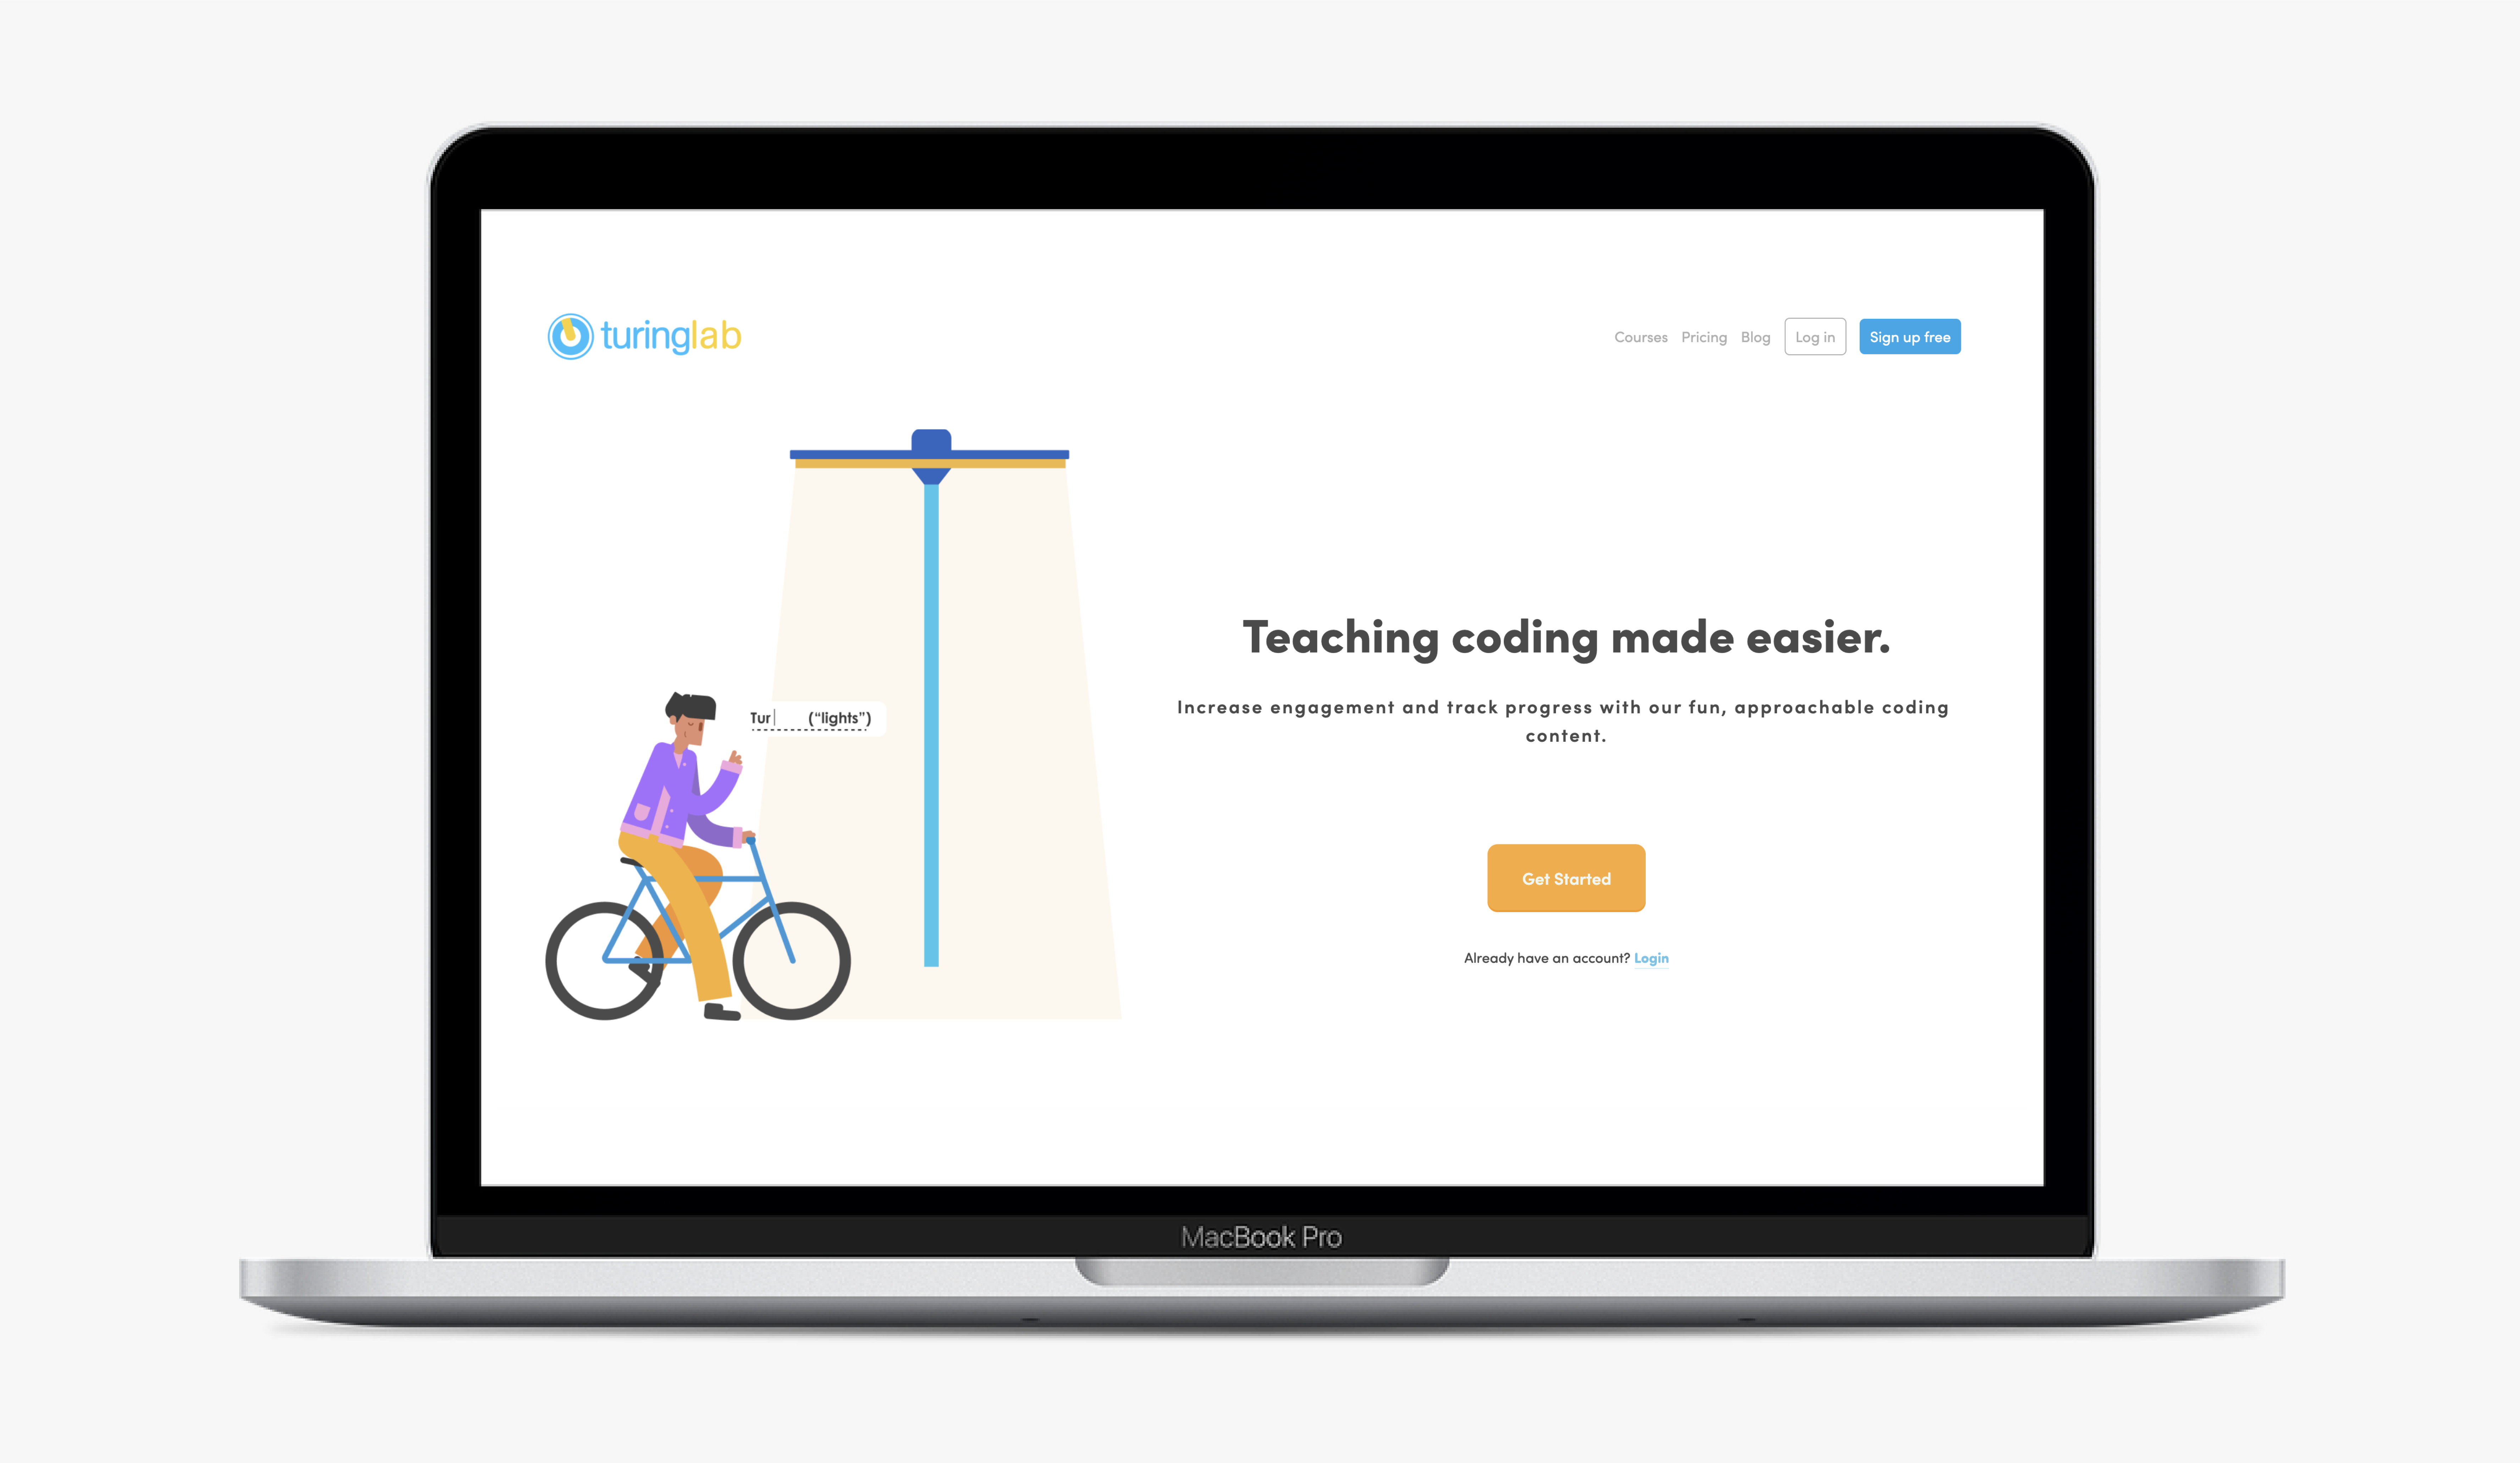 turinglab
Courses Pricing Blog Log in Sign up free
Tur ("lights")
Teaching coding made easier.
Increase engagement and track progress with our fun, approachable coding
content.
Get Started
Already have an account? Login
MacBook Pro